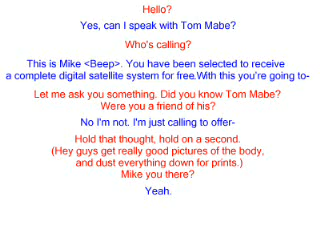 Hello?
Yes, can I speak with Tom Mabe?
Who's calling?
This is Mike <Beep>. You have been selected to receive
a complete digital satellite system for free.With this you're going to-
Let me ask you something. Did you know Tom Mabe?
Were you a friend of his?
No I'm not. I'm just calling to offer-
Hold that thought, hold on a second.
(Hey guys get really good pictures of the body,
and dust everything down for prints.)
Mike you there?
Yeah.